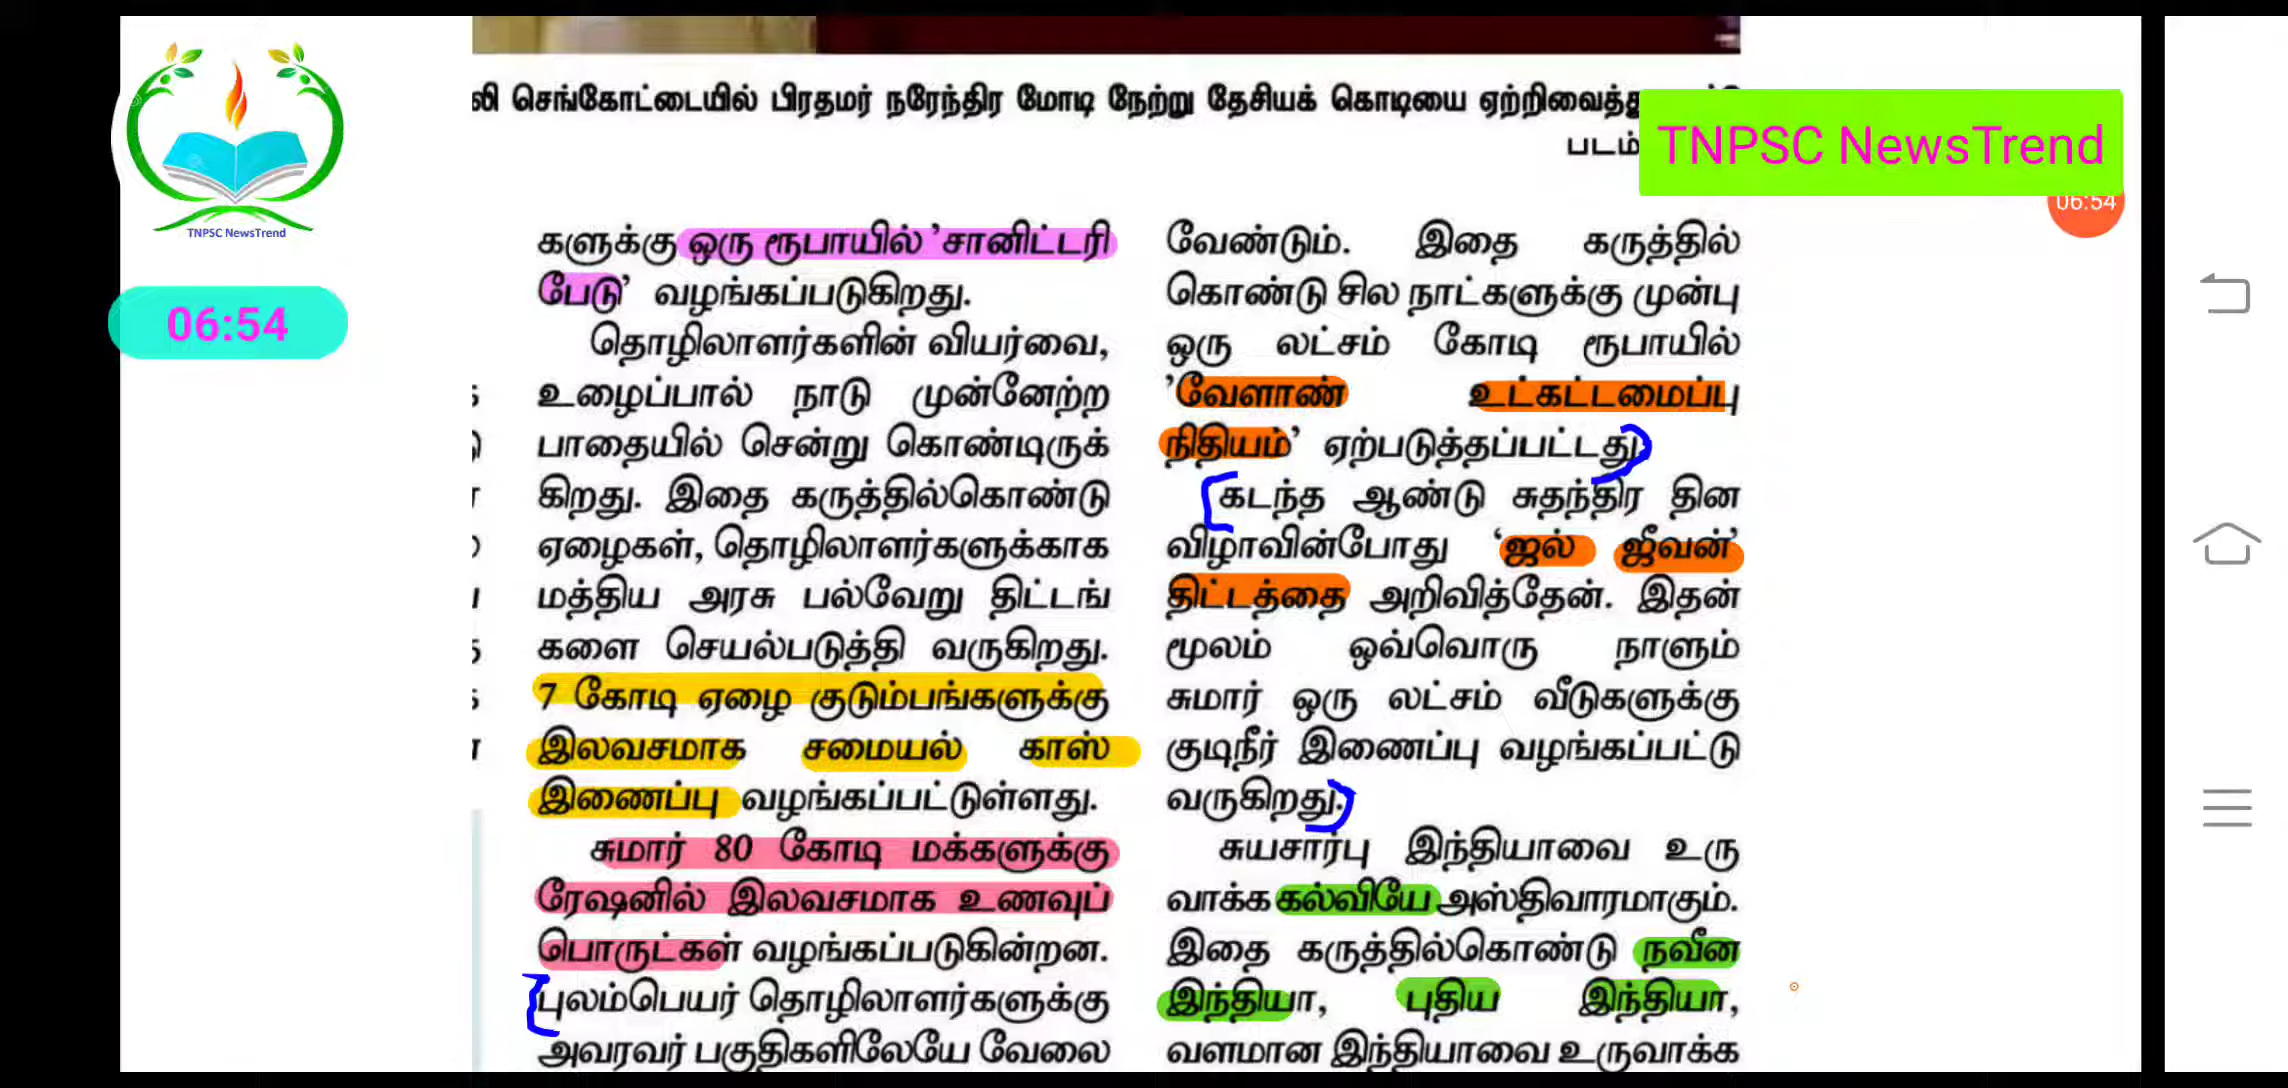 செங்கோட்டையில் பிரதமர் நரேந்திர மோடி நேற்று தேசியக் கொடியை
படம்
TNPSC NewsTrend
TNPSC NewsTrend
06:54
06:54
களுக்கு ஒரு ரூபாயில் 'சானிட்டரி
பேடு' வழங்கப்படுகிறது.
தொழிலாளர்களின் வியர்வை,
உழைப்பால் நாடு முன்னேற்ற
பாதையில் சென்று கொண்டிருக்
கிறது. இதை கருத்தில்கொண்டு
ஏழைகள், தொழிலாளர்களுக்காக
மத்திய அரசு பல்வேறு திட்டங்
களை செயல்படுத்தி வருகிறது.
7 கோடி ஏழை குடும்பங்களுக்கு
இலவசமாக சமையல் காஸ்
இணைப்பு வழங்கப்பட்டுள்ளது.
சுமார் 80 கோடி மக்களுக்கு
ரேஷனில் இலவசமாக உணவுப்
பொருட்கள் வழங்கப்படுகின்றன.
புலம்பெயர் தொழிலாளர்களுக்கு
அவரவர் பகுதிகளிலேயே வேலை
வேண்டும். இதை கருத்தில்
கொண்டு சில நாட்களுக்கு முன்பு
ஒரு லட்சம் கோடி ரூபாயில்
'வேளாண் உட்கட்டமைப்பு
நிதியம்' ஏற்படுத்தப்பட்டது.
கடந்த ஆண்டு சுதந்திர தின
விழாவின்போது 'ஜல் ஜீவன்'
திட்டத்தை அறிவித்தேன். இதன்
மூலம் ஒவ்வொரு நாளும்
சுமார் ஒரு லட்சம் வீடுகளுக்கு
குடிநீர் இணைப்பு வழங்கப்பட்டு
வருகிறது.
சுயசார்பு இந்தியாவை உரு
வாக்க கல்வியே அஸ்திவாரமாகும்.
இதை கருத்தில்கொண்டு நவீன
இந்தியா, புதிய இந்தியா,
வளமான இந்தியாவை உருவாக்க